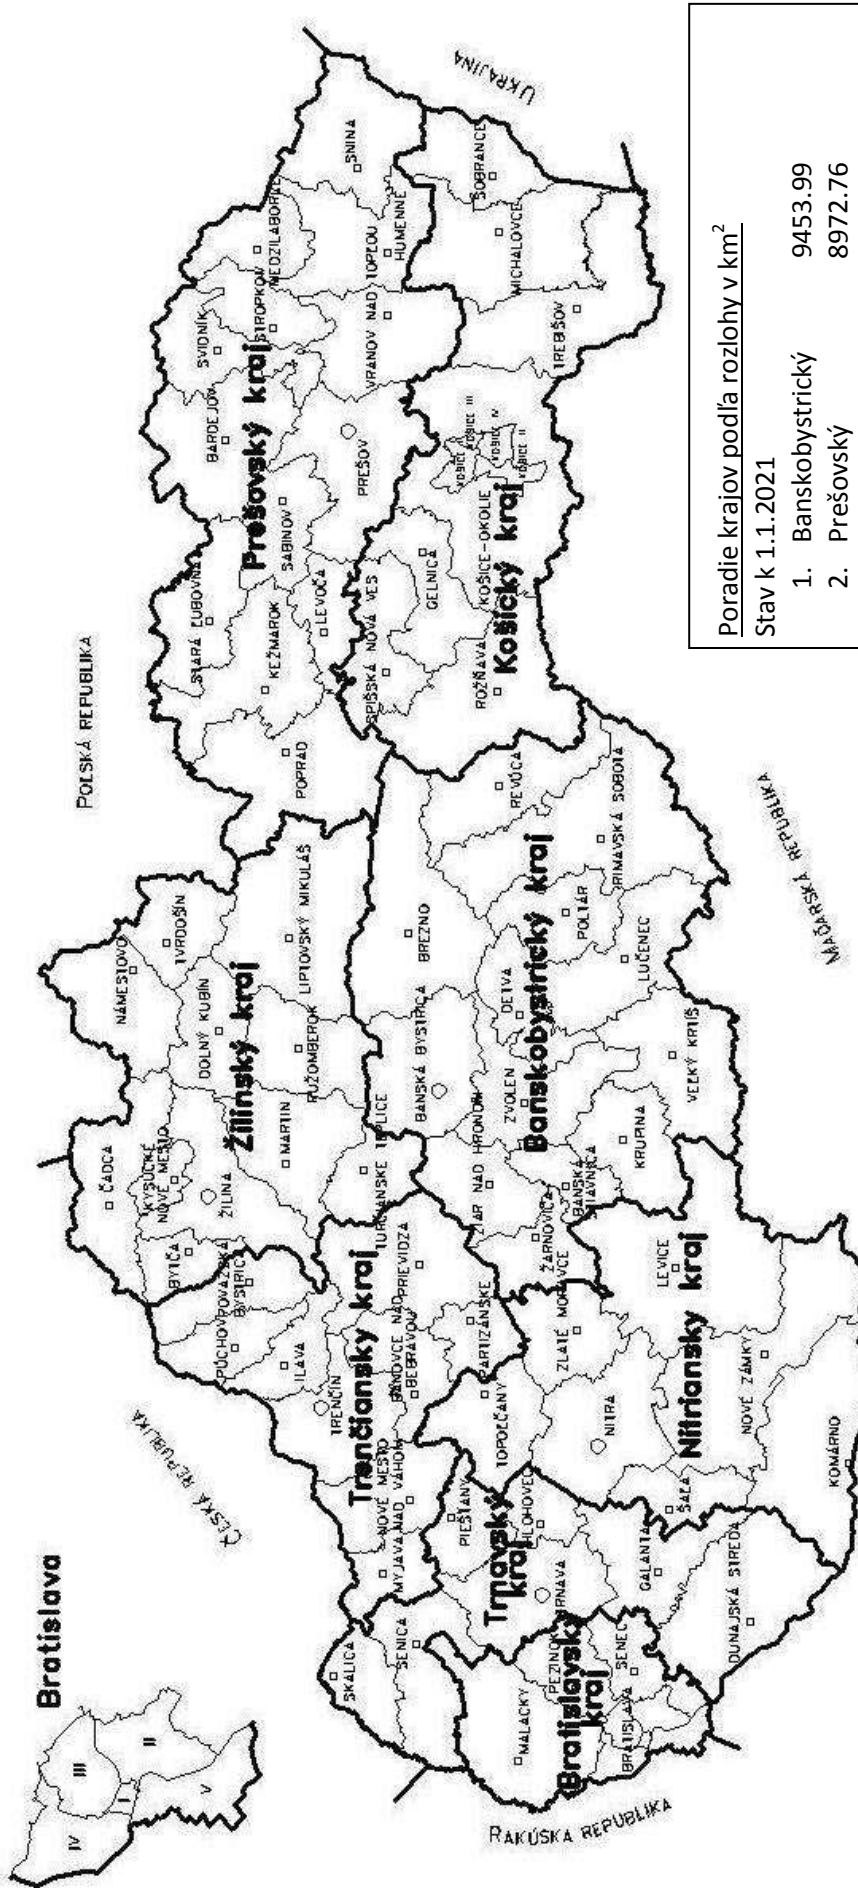 Bratislava
IV
III
I
II
V
ČESKÁ REPUBLIKA
POĽSKÁ REPUBLIKA
UKRAJINA
MAĎARSKÁ REPUBLIKA
RAKÚSKA REPUBLIKA
Bratislavský
kraj
MALACKY
PEZINOK
SENEC
BRATISLAVA
Trnavský
kraj
SKALICA
SENICA
PIEŠŤANY
HLOHOVEC
TRNAVA
GALANTA
DUNAJSKÁ STREDA
Trenčiansky kraj
MYJAVA
NOVÉ MESTO
NAD VÁHOM
TRENČÍN
ILAVA
PÚCHOV
POVAŽSKÁ
BYSTRICA
BÁNOVCE NAD
BEBRAVOU
PRIEVIDZA
PARTIZÁNSKE
Nitriansky kraj
TOPOĽČANY
ZLATÉ MORAVCE
NITRA
ŠAĽA
LEVICE
NOVÉ ZÁMKY
KOMÁRNO
Žilinský kraj
ČADCA
KYSUCKÉ
NOVÉ MESTO
BYTČA
ŽILINA
MARTIN
TURČIANSKE TEPLICE
NÁMESTOVO
TVRDOŠÍN
DOLNÝ KUBÍN
RUŽOMBEROK
LIPTOVSKÝ MIKULÁŠ
Banskobystrický kraj
BANSKÁ BYSTRICA
BREZNO
ŽIAR NAD HRONOM
ZVOLEN
DETVA
ŽARNOVICA
BANSKÁ
ŠTIAVNICA
KRUPINA
VEĽKÝ KRTÍŠ
LUČENEC
POLTÁR
RIMAVSKÁ SOBOTA
REVÚCA
Prešovský kraj
POPRAD
KEŽMAROK
STARÁ ĽUBOVŇA
LEVOČA
SABINOV
BARDEJOV
PREŠOV
SVIDNÍK
STROPKOV
MEDZILABORCE
VRANOV NAD TOPĽOU
HUMENNÉ
SNINA
Košický kraj
SPIŠSKÁ NOVÁ VES
GELNICA
ROŽŇAVA
KOŠICE-OKOLIE
KOŠICE III
KOŠICE IV
KOŠICE II
TREBIŠOV
MICHALOVCE
SOBRANCE
Poradie krajov podľa rozlohy v km²
Stav k 1.1.2021
1. Banskobystrický 9453.99
2. Prešovský 8972.76